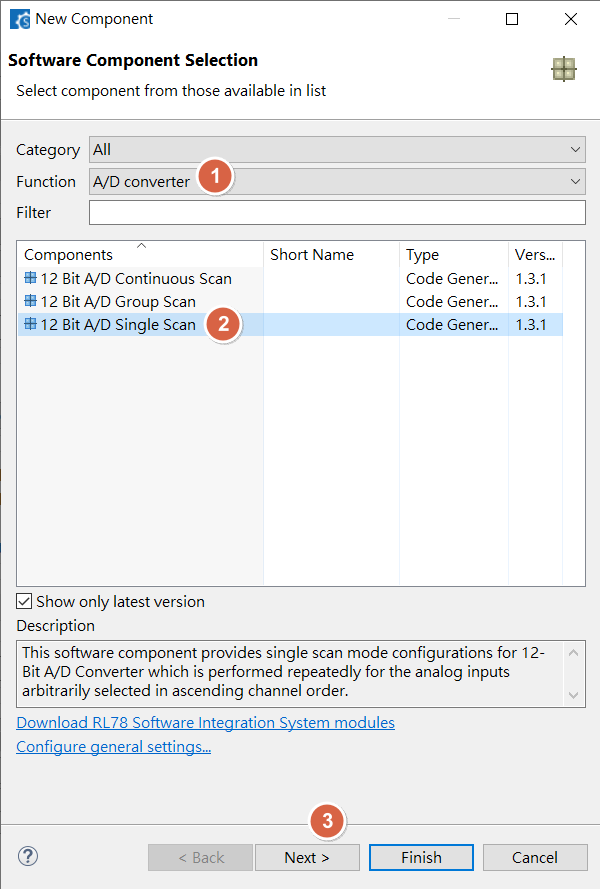 New Component
Software Component Selection
Select component from those available in list
Category All
Function A/D converter 1
Filter
Components Short Name Type Vers...
12 Bit A/D Continuous Scan Code Gener... 1.3.1
12 Bit A/D Group Scan Code Gener... 1.3.1
12 Bit A/D Single Scan 2 Code Gener... 1.3.1
Show only latest version
Description
This software component provides single scan mode configurations for 12-
Bit A/D Converter which is performed repeatedly for the analog inputs
arbitrarily selected in ascending channel order.
Download RL78 Software Integration System modules
Configure general settings...
3
? < Back Next > Finish Cancel